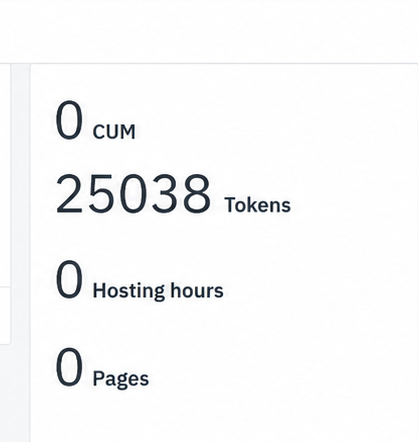 0 CUM
25038 Tokens
0 Hosting hours
0 Pages